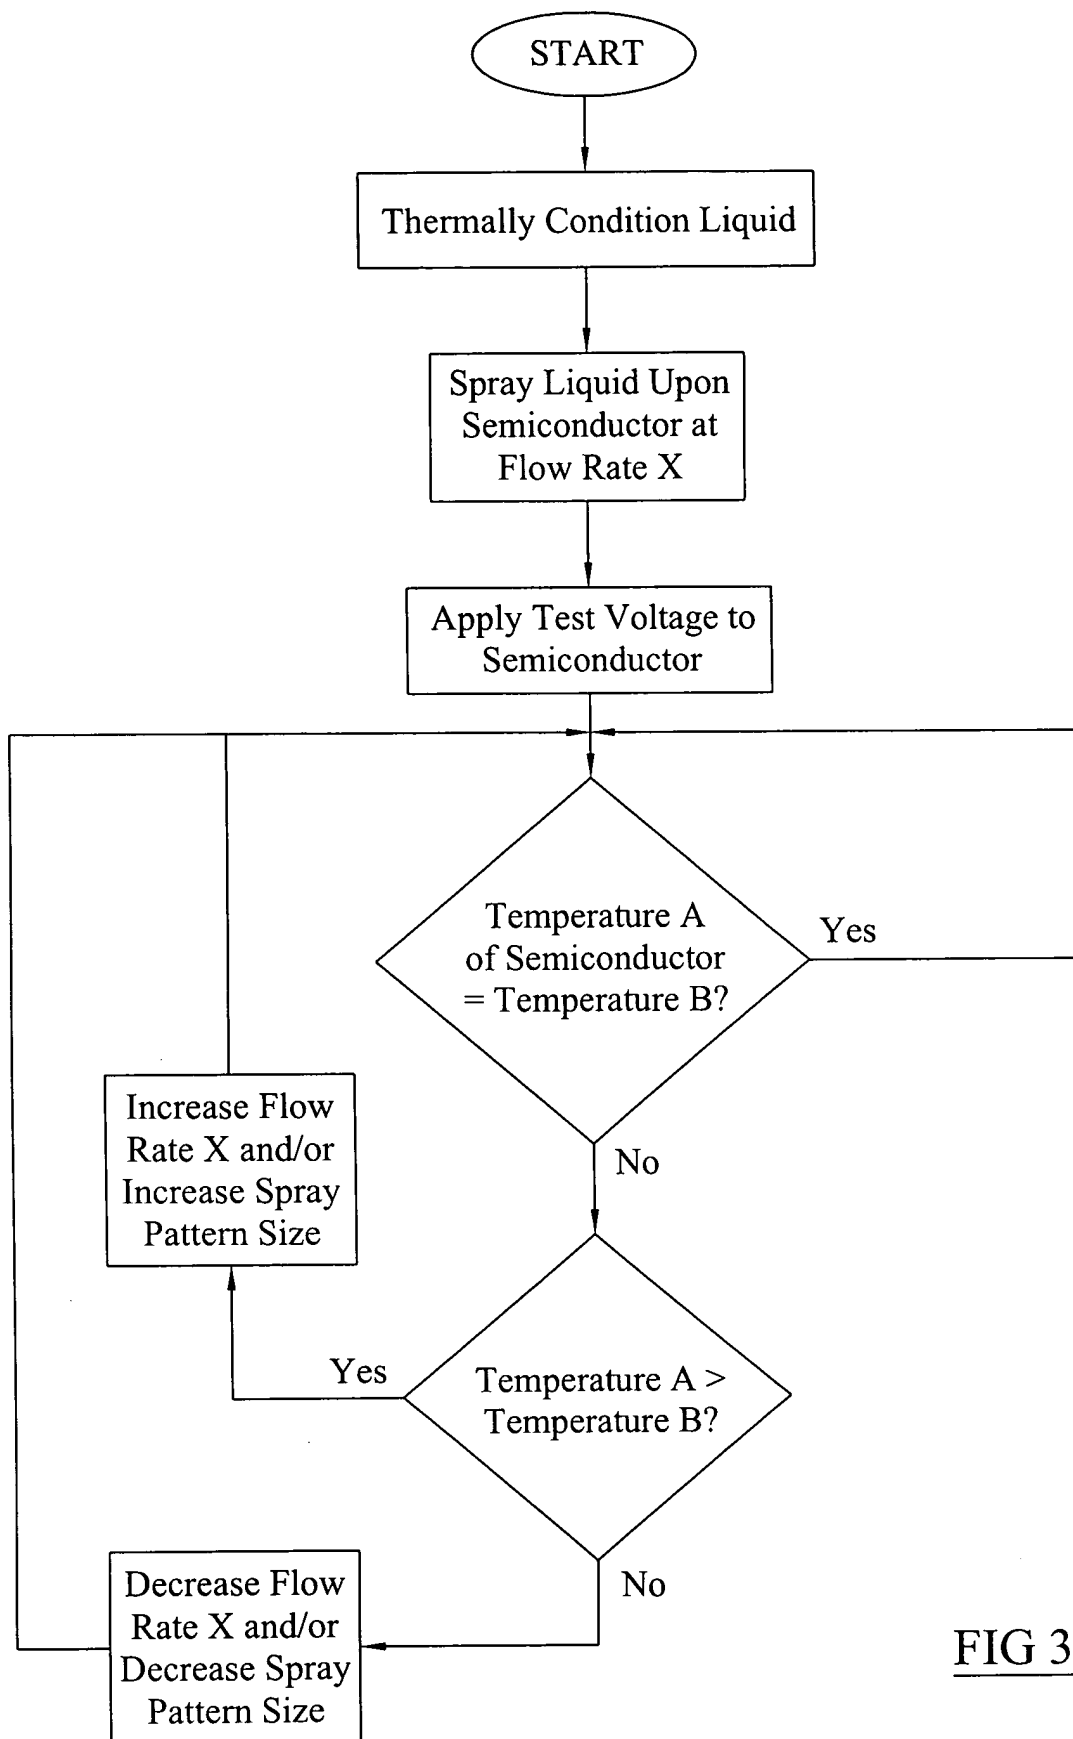 START
Thermally Condition Liquid
Spray Liquid Upon
Semiconductor at
Flow Rate X
Apply Test Voltage to
Semiconductor
Temperature A
of Semiconductor
= Temperature B?
Yes
No
Increase Flow
Rate X and/or
Increase Spray
Pattern Size
Yes
Temperature A >
Temperature B?
No
Decrease Flow
Rate X and/or
Decrease Spray
Pattern Size
FIG 3